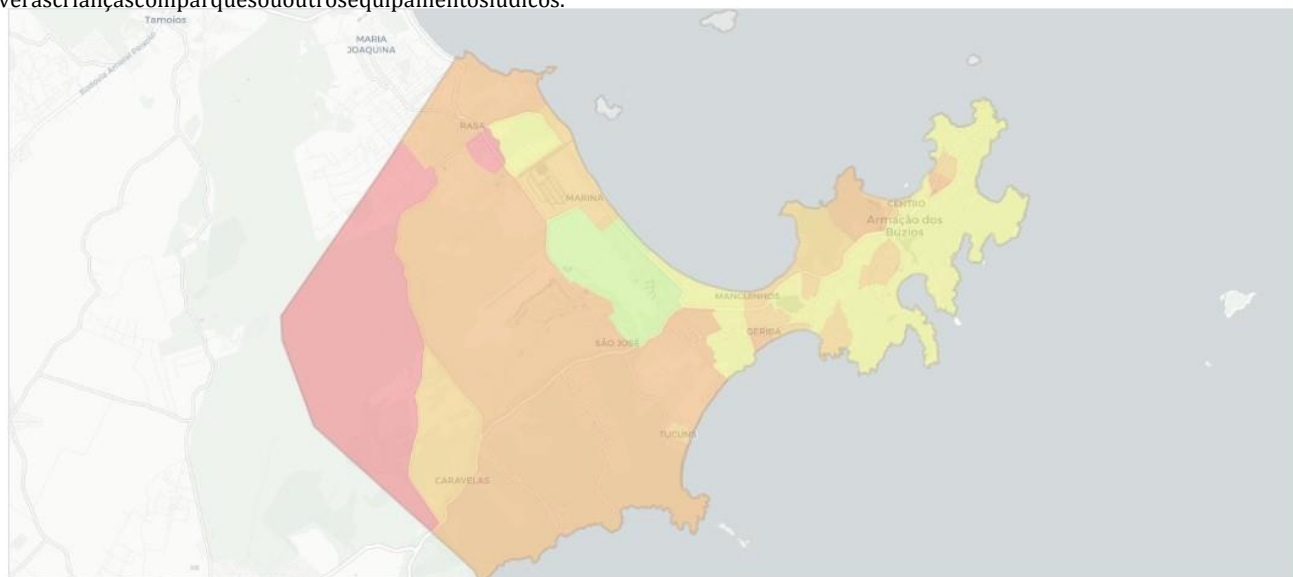 verascriançascomparquesououtrosequipamentoslúdicos.
Tamoios
MARIA
JOAQUINA
Rodovia Amaral Peixoto
RASA
MARINA
CENTRO
Armação dos
Búzios
MANGUINHOS
GERIBÁ
SÃO JOSÉ
TUCUNS
CARAVELAS